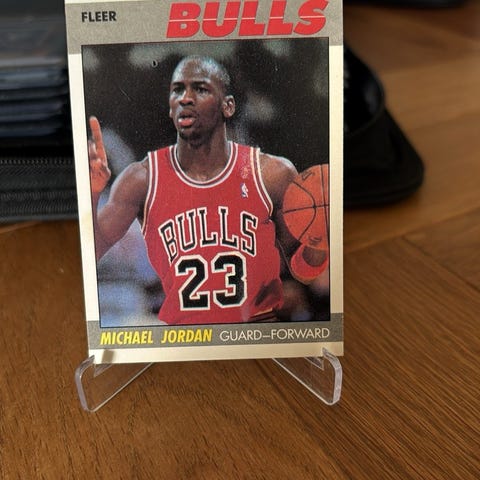 FLEER
BULLS
BULLS
23
MICHAEL JORDAN GUARD-FORWARD